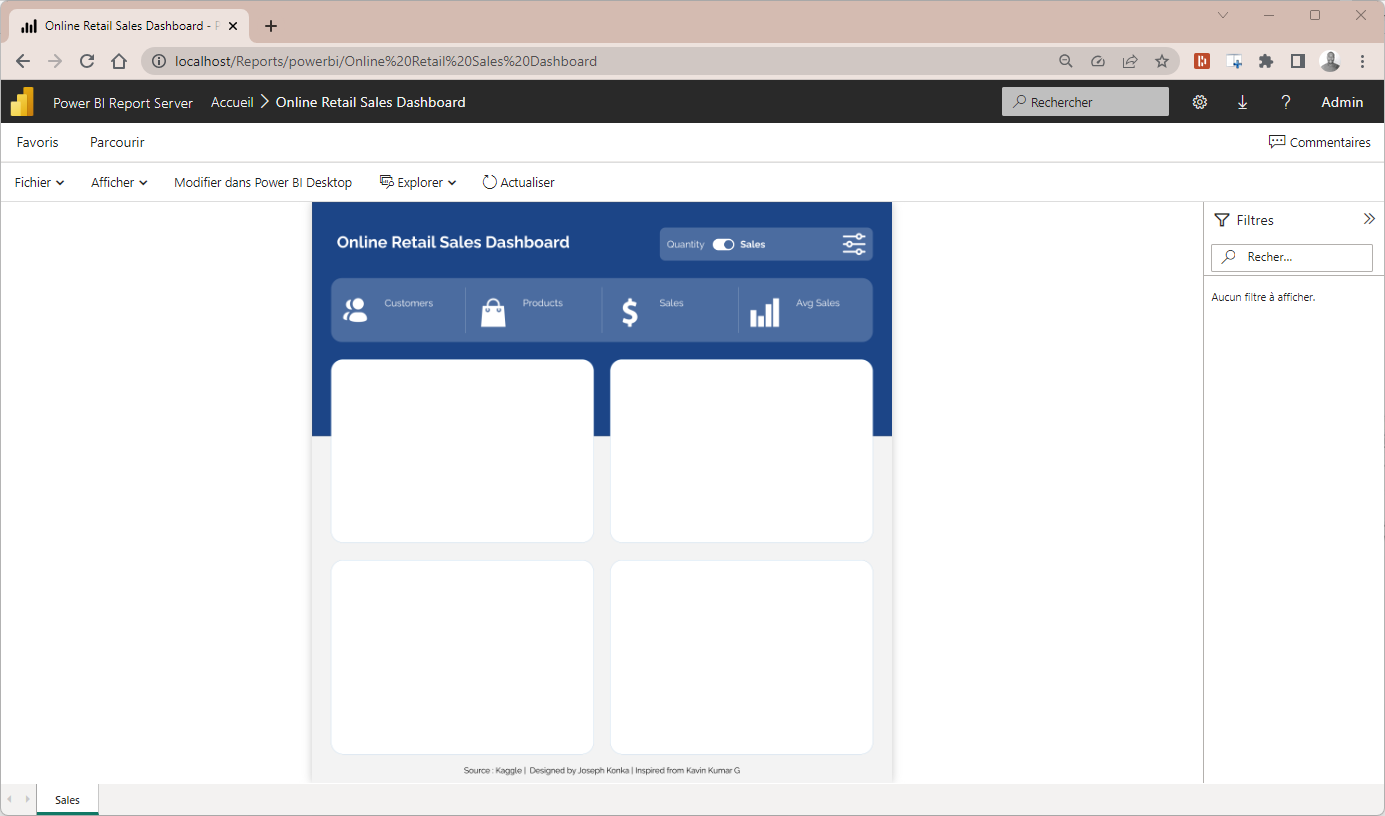 Online Retail Sales Dashboard - P
localhost/Reports/powerbi/Online%20Retail%20Sales%20Dashboard
Power BI Report Server Accueil > Online Retail Sales Dashboard Rechercher ? Admin
Favoris Parcourir Commentaires
Fichier Afficher Modifier dans Power BI Desktop Explorer Actualiser
Online Retail Sales Dashboard
Quantity Sales
Customers Products Sales Avg Sales
Filtres
Recher...
Aucun filtre à afficher.
Source : Kaggle | Designed by Joseph Konka | Inspired from Kavin Kumar G
Sales